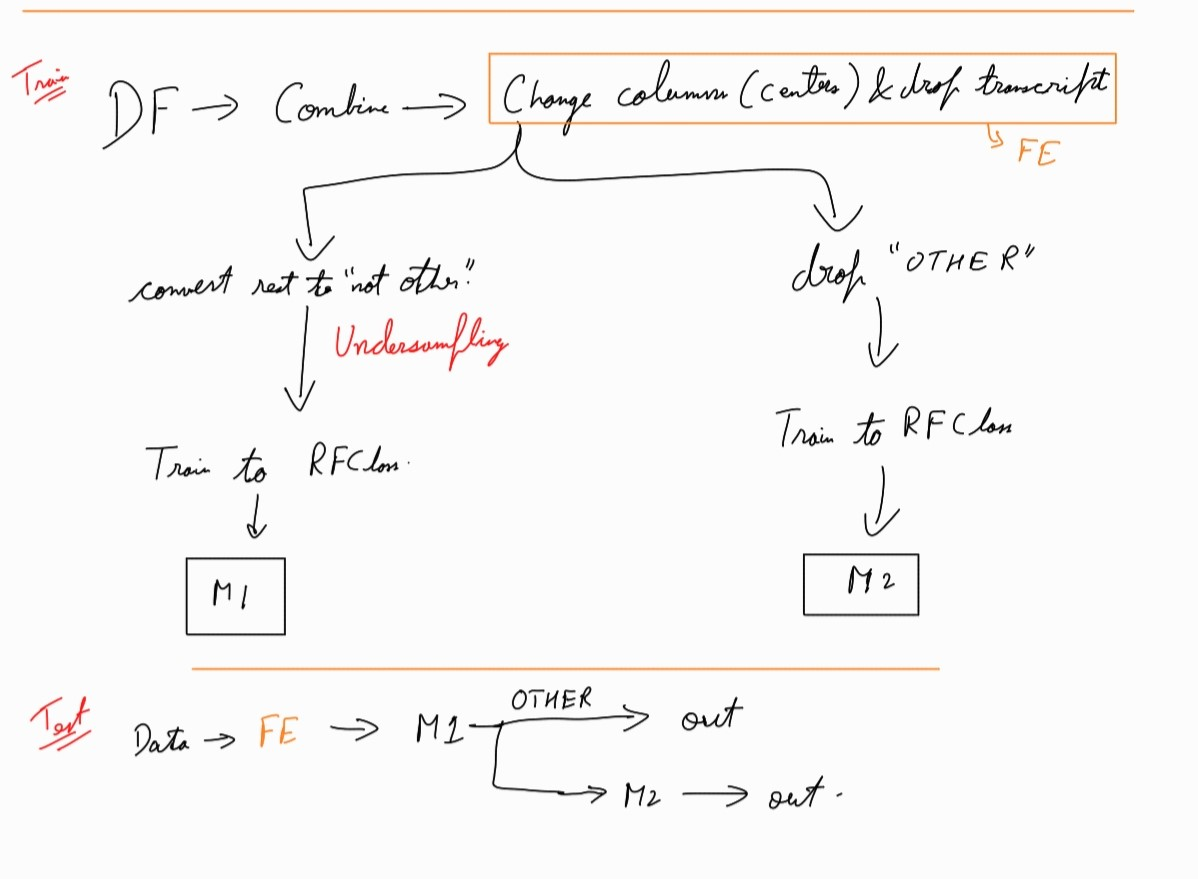 Train
DF → Combine → Change columns (centers) & drop transcript
↳ FE
convert rest to "not other"
drop "OTHER"
Undersampling
Train to RFClass.
Train to RFClass
M1
M2
Test
Data → FE → M1 OTHER → out
→ M2 → out.